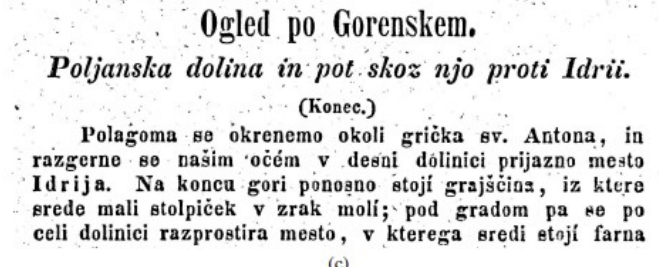 Ogled po Gorenskem.
Poljanska dolina in pot skoz njo proti Idrii.
(Konec.)
Polagoma se okrenemo okoli grička sv. Antona, in
razgerne se našim očém v desni dolinici prijazno mesto
Idrija. Na koncu gori ponosno stojí grajščina, iz ktere
srede mali stolpiček v zrak molí; pod gradom pa se po
celi dolinici razprostira mesto, v kterega sredi stojí farna
(c)